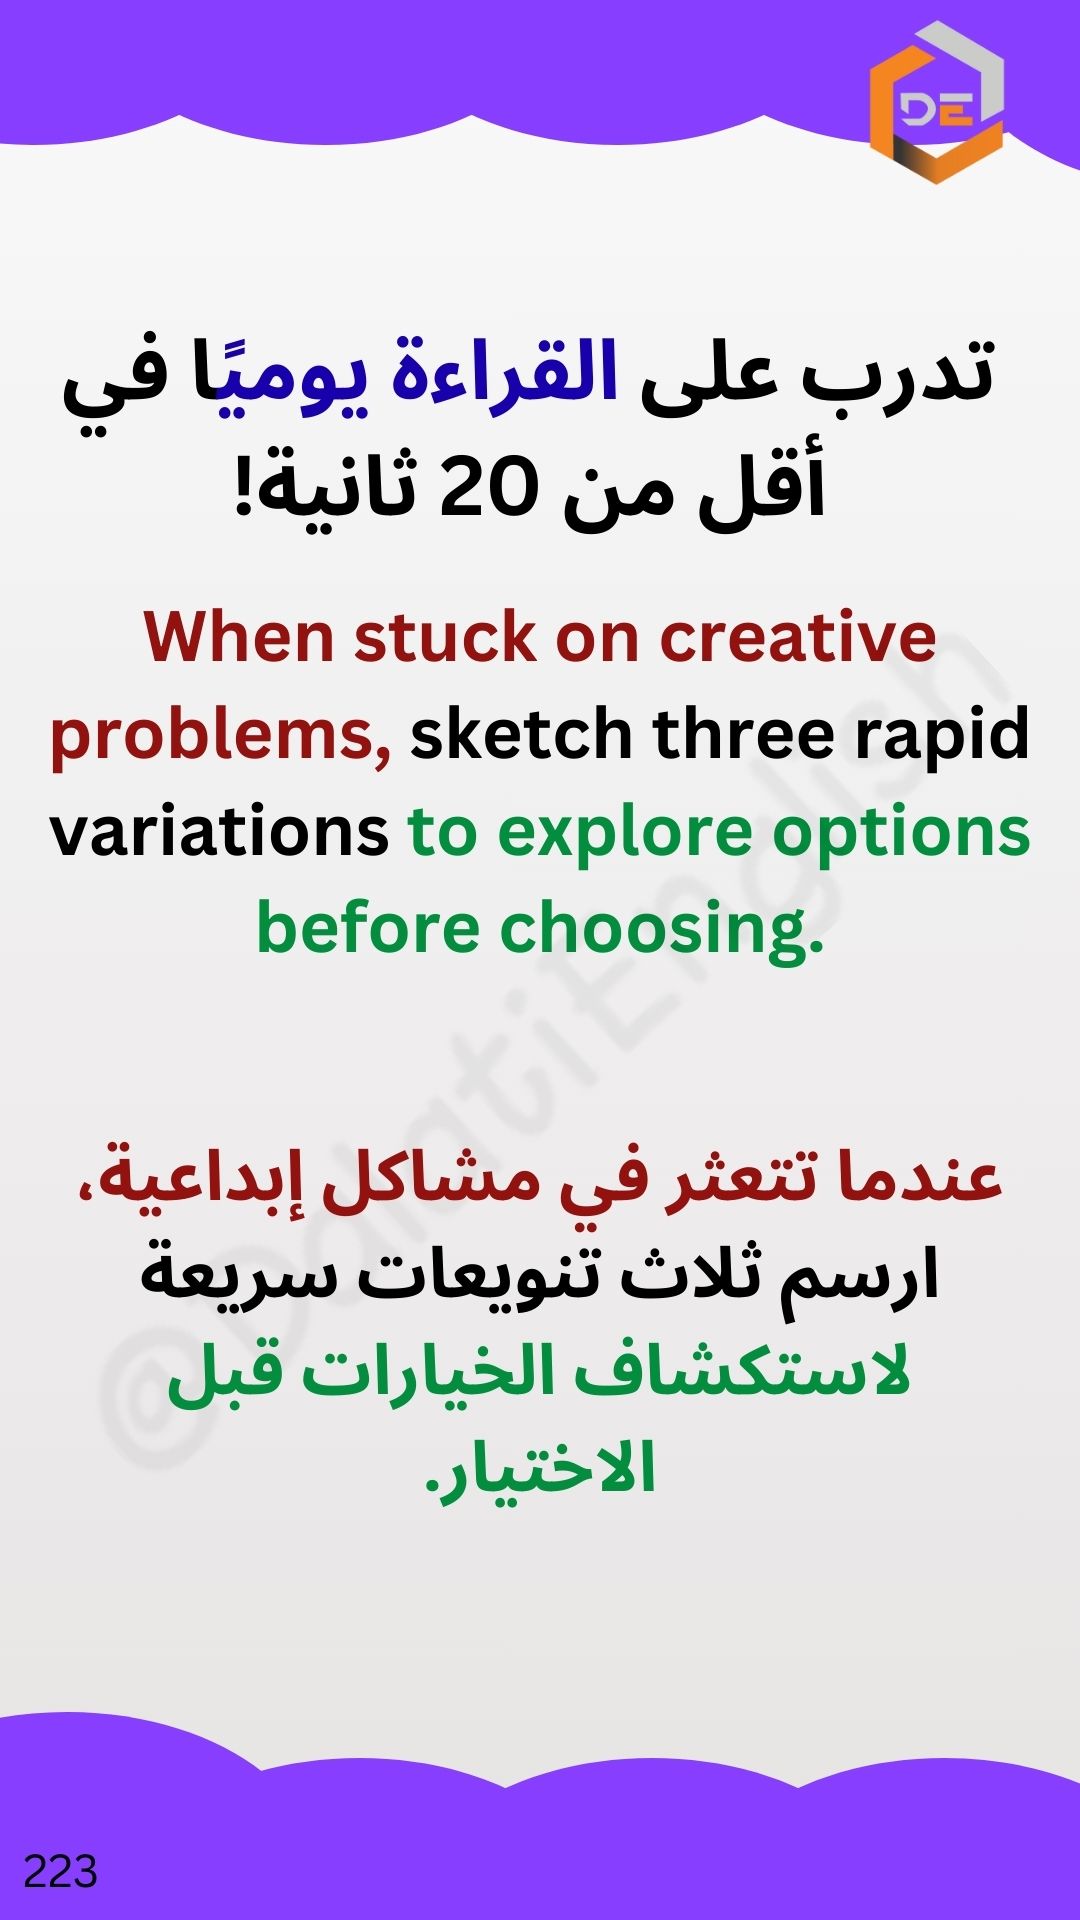 DE
تدرب على القراءة يوميًا في
أقل من 20 ثانية!
When stuck on creative
problems, sketch three rapid
variations to explore options
before choosing.
عندما تتعثر في مشاكل إبداعية،
ارسم ثلاث تنويعات سريعة
لاستكشاف الخيارات قبل
الاختيار.
@DalatiEnglish
223